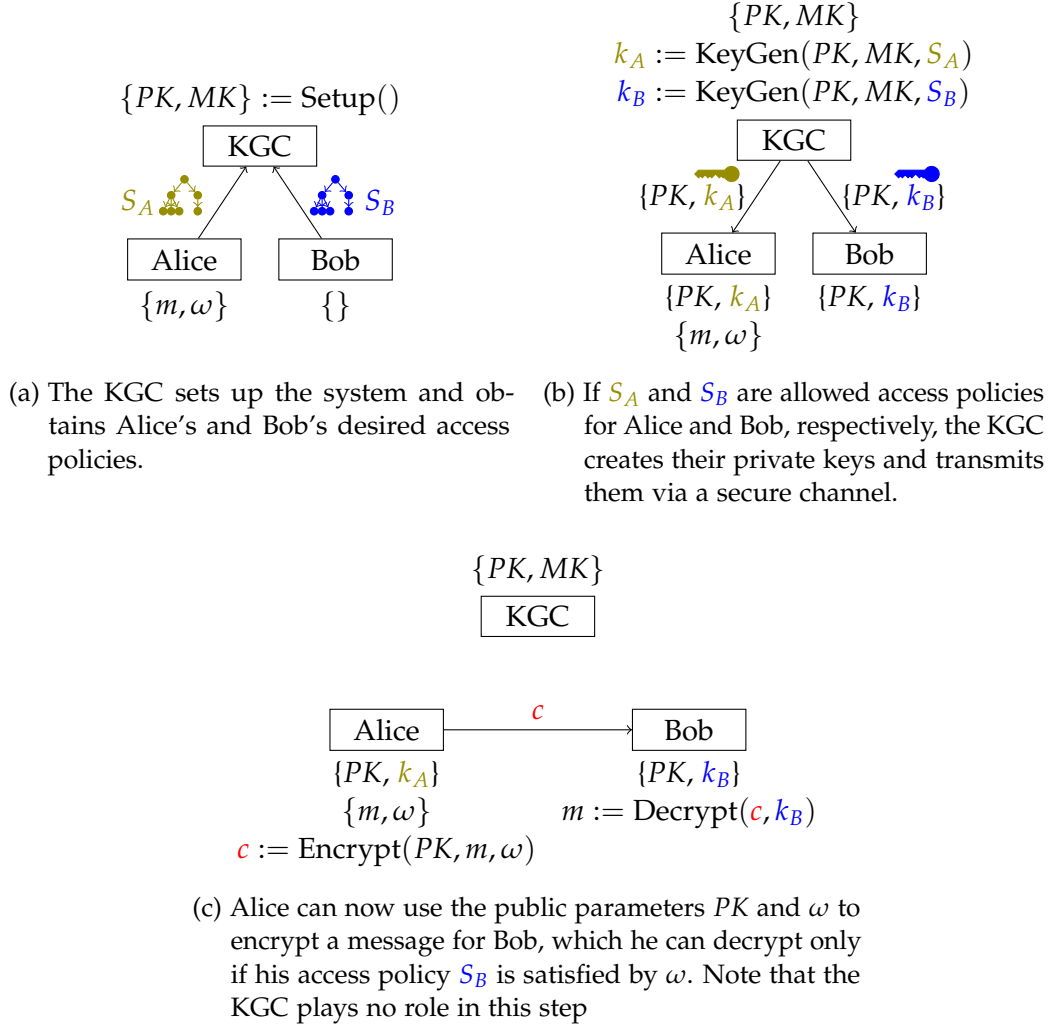 {PK, MK} := Setup()
KGC
S_A
S_B
Alice
Bob
{m, ω}
{}
(a) The KGC sets up the system and ob-
tains Alice's and Bob's desired access
policies.
{PK, MK}
k_A := KeyGen(PK, MK, S_A)
k_B := KeyGen(PK, MK, S_B)
KGC
{PK, k_A}
{PK, k_B}
Alice
Bob
{PK, k_A}
{PK, k_B}
{m, ω}
(b) If S_A and S_B are allowed access policies
for Alice and Bob, respectively, the KGC
creates their private keys and transmits
them via a secure channel.
{PK, MK}
KGC
c
Alice
Bob
{PK, k_A}
{PK, k_B}
{m, ω}
m := Decrypt(c, k_B)
c := Encrypt(PK, m, ω)
(c) Alice can now use the public parameters PK and ω to
encrypt a message for Bob, which he can decrypt only
if his access policy S_B is satisfied by ω. Note that the
KGC plays no role in this step